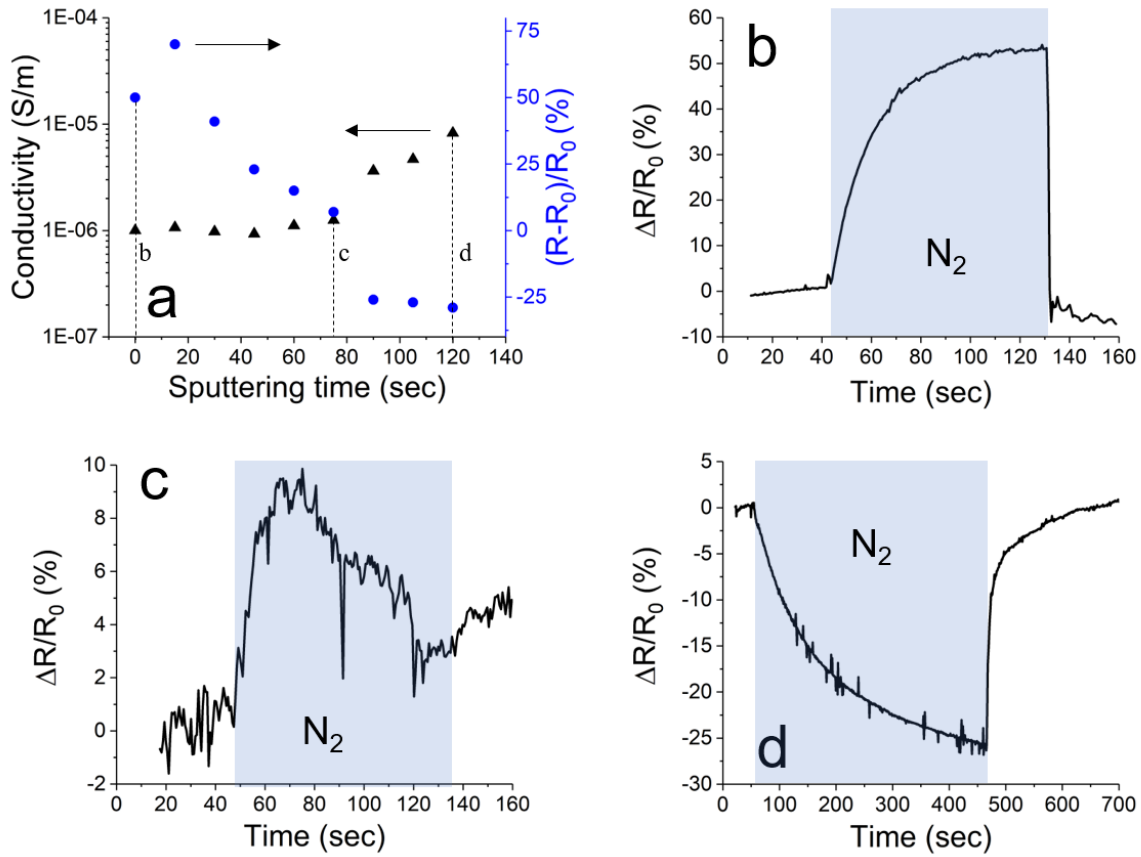 1E-04
1E-05
1E-06
1E-07
Conductivity (S/m)
75
50
25
0
-25
(R-R₀)/R₀ (%)
b
c
d
a
0 20 40 60 80 100 120 140
Sputtering time (sec)
b
60
50
40
30
20
10
0
-10
ΔR/R₀ (%)
N₂
0 20 40 60 80 100 120 140 160
Time (sec)
c
10
8
6
4
2
0
-2
ΔR/R₀ (%)
N₂
0 20 40 60 80 100 120 140 160
Time (sec)
5
0
-5
-10
-15
-20
-25
-30
ΔR/R₀ (%)
N₂
d
0 100 200 300 400 500 600 700
Time (sec)